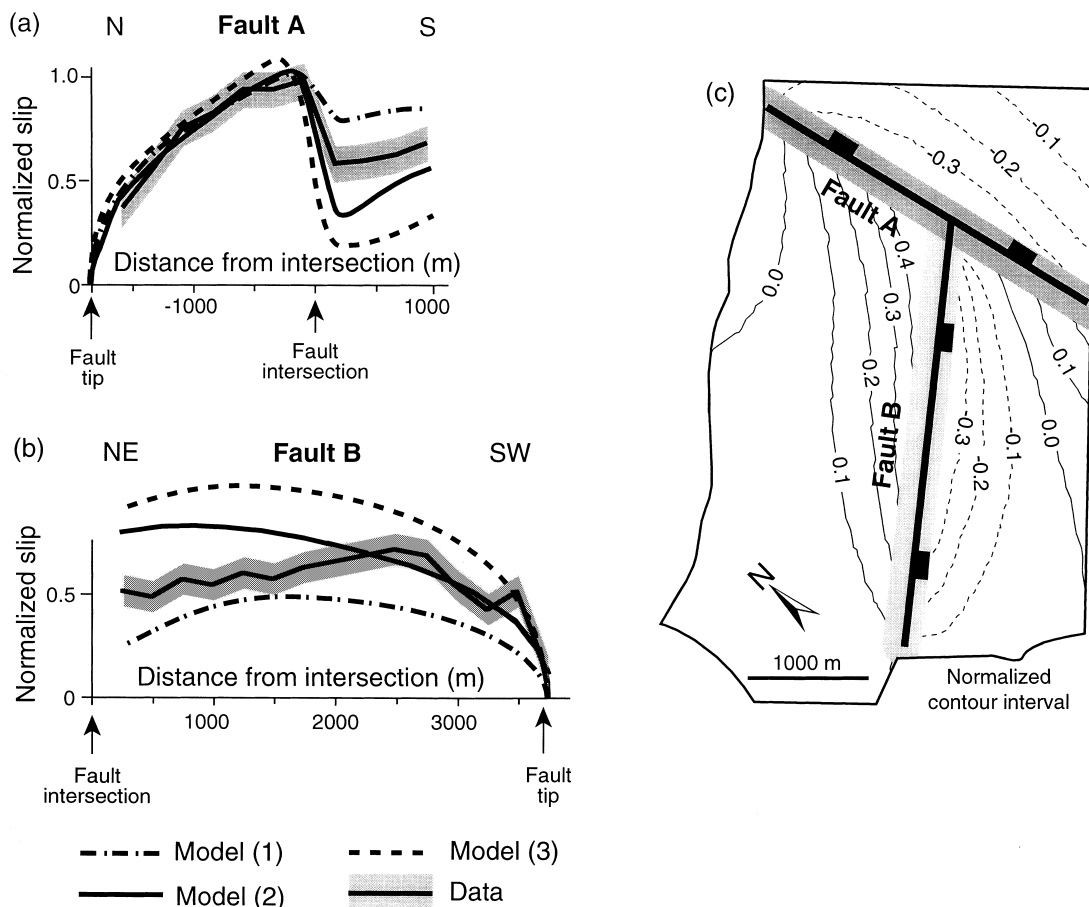 (a)
N
Fault A
S
Normalized slip
1.0
0.5
0
Distance from intersection (m)
-1000
1000
Fault
tip
Fault
intersection
(b)
NE
Fault B
SW
Normalized slip
0.5
0
Distance from intersection (m)
1000
2000
3000
Fault
intersection
Fault
tip
Model (1)
Model (3)
Model (2)
Data
(c)
-0.1
-0.2
-0.3
Fault A
0.4
0.0
0.3
0.1
0.2
Fault B
0.0
-0.1
-0.3
-0.2
0.1
N
1000 m
Normalized
contour interval